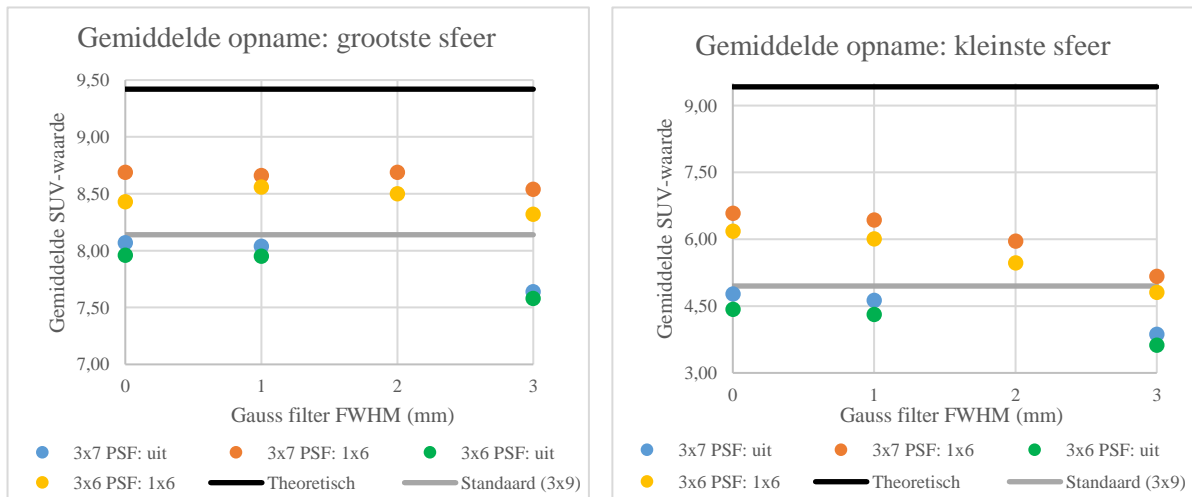 Gemiddelde opname: grootste sfeer
9,50
9,00
8,50
8,00
7,50
7,00
Gemiddelde SUV-waarde
0 1 2 3
Gauss filter FWHM (mm)
3x7 PSF: uit 3x7 PSF: 1x6 3x6 PSF: uit
3x6 PSF: 1x6 Theoretisch Standaard (3x9)
Gemiddelde opname: kleinste sfeer
9,00
7,50
6,00
4,50
3,00
Gemiddelde SUV-waarde
0 1 2 3
Gauss filter FWHM (mm)
3x7 PSF: uit 3x7 PSF: 1x6 3x6 PSF: uit
3x6 PSF: 1x6 Theoretisch Standaard (3x9)